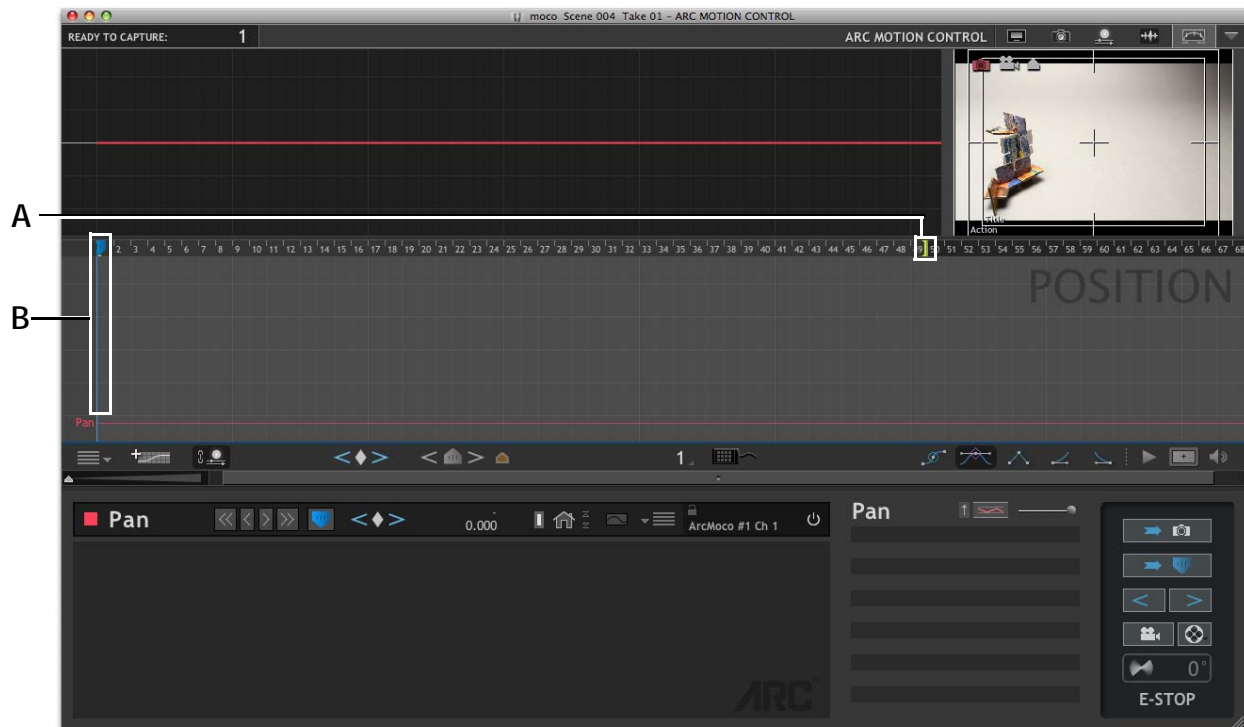 moco Scene 004 Take 01 – ARC MOTION CONTROL
READY TO CAPTURE: 1
ARC MOTION CONTROL
Title
Action
A
2 3 4 5 6 7 8 9 10 11 12 13 14 15 16 17 18 19 20 21 22 23 24 25 26 27 28 29 30 31 32 33 34 35 36 37 38 39 40 41 42 43 44 45 46 47 48 49 50 51 52 53 54 55 56 57 58 59 60 61 62 63 64 65 66 67 68
POSITION
B
Pan
1
Pan
0.000
ArcMoco #1 Ch 1
Pan
0°
E-STOP
ARC